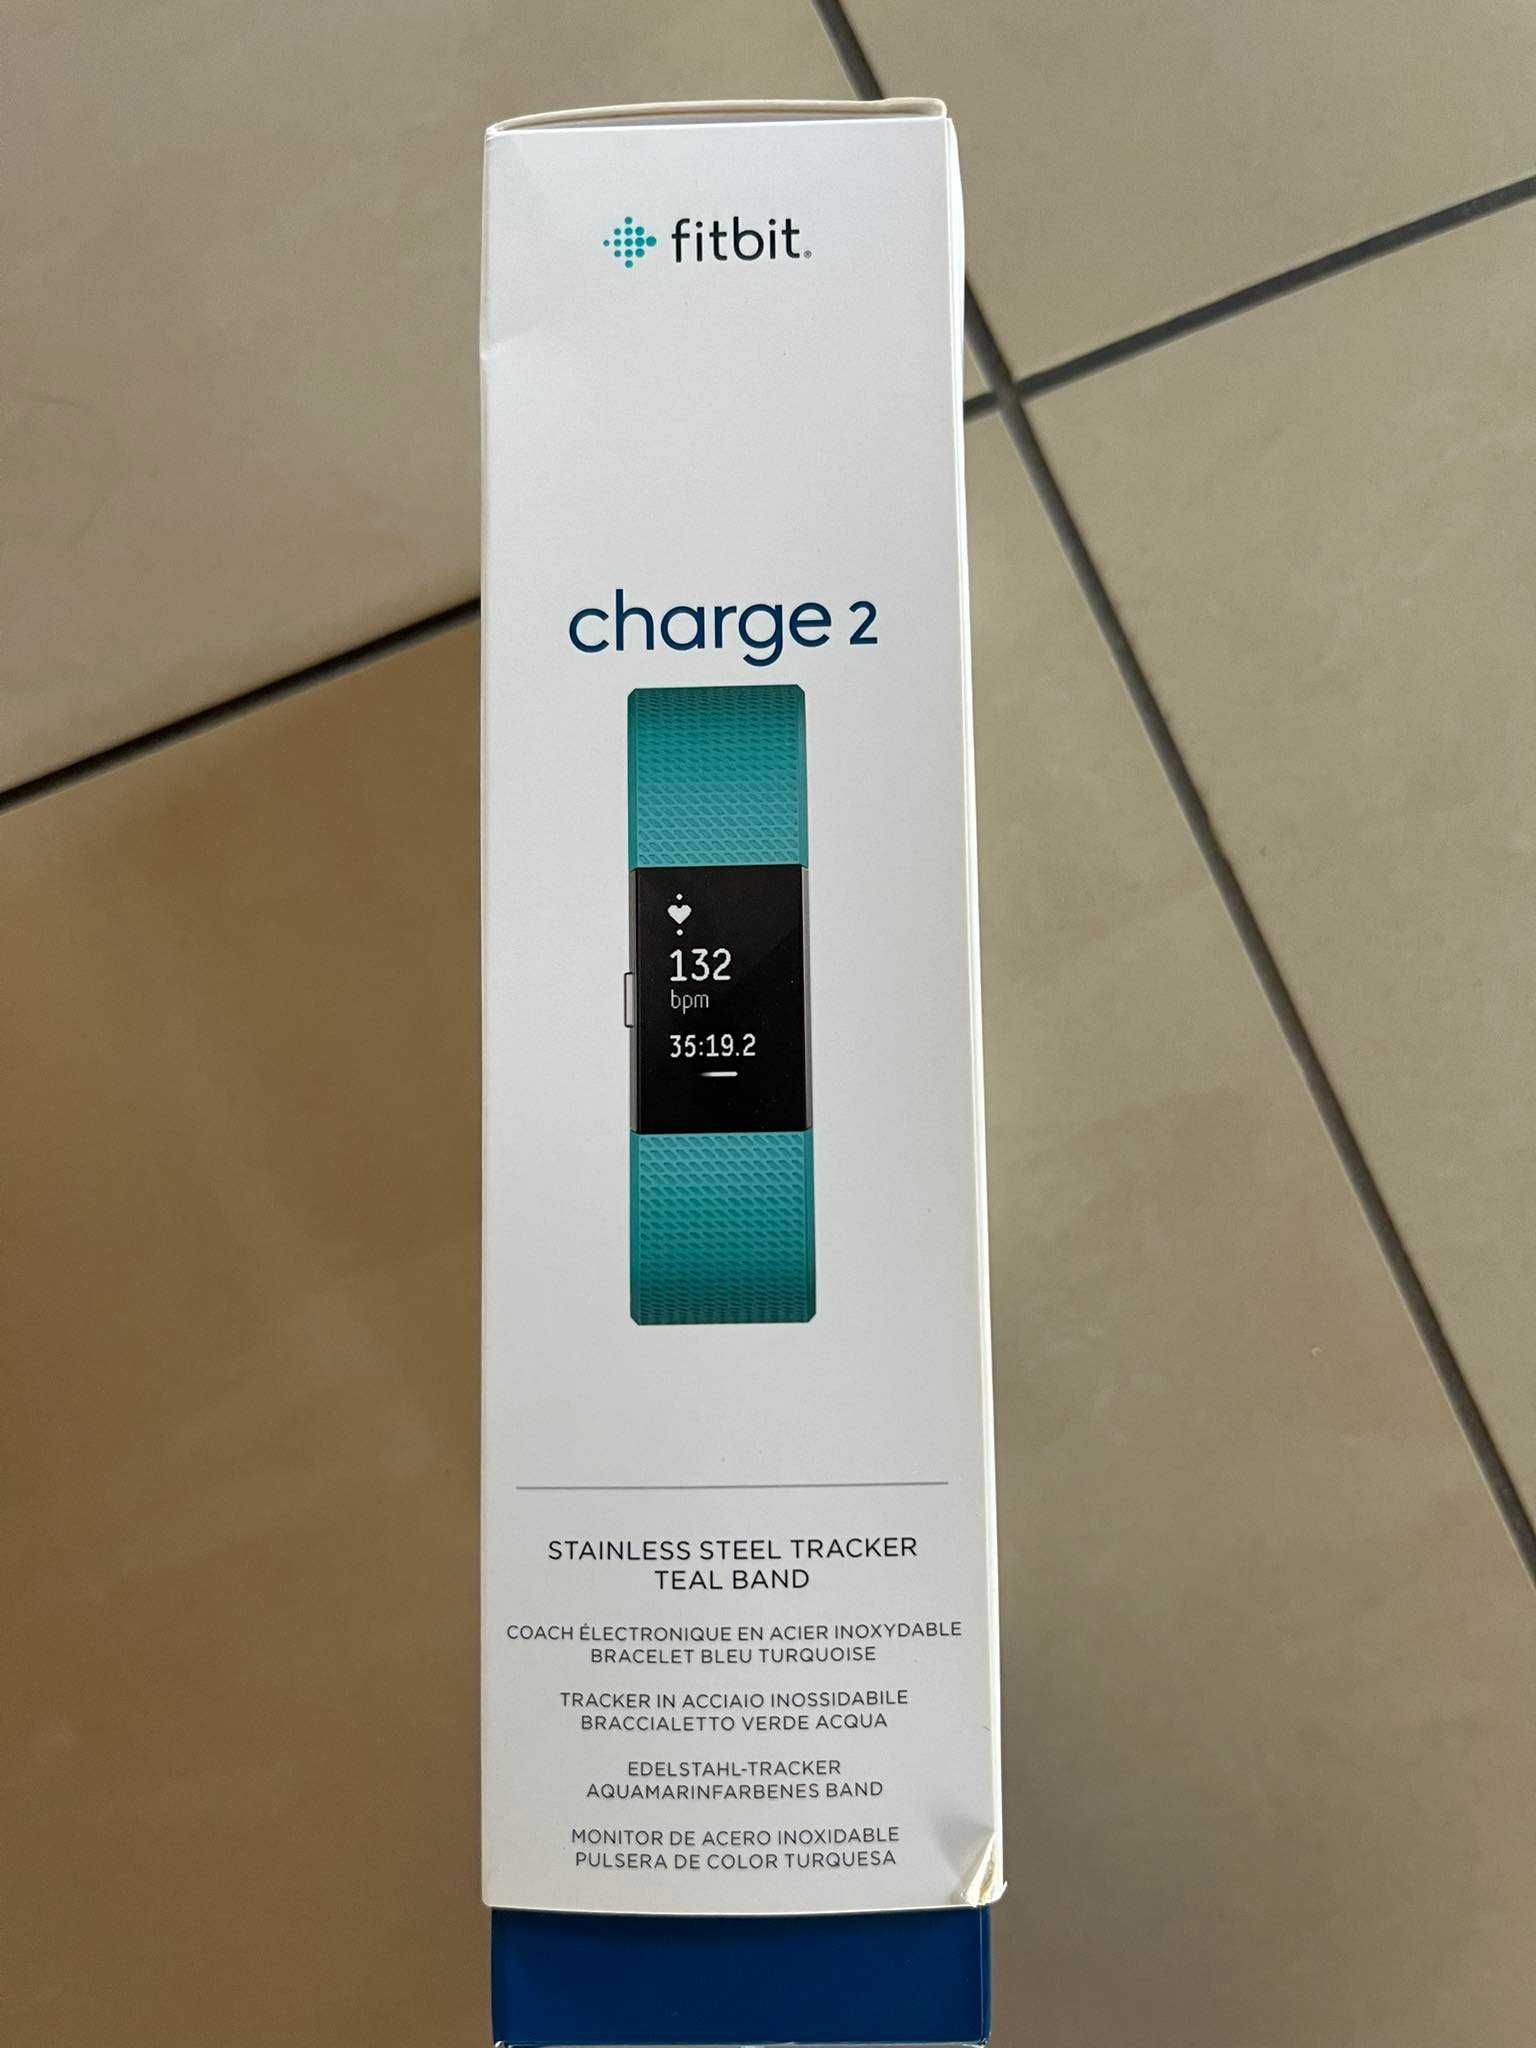 fitbit®
charge 2
132
bpm
35:19.2
STAINLESS STEEL TRACKER
TEAL BAND
COACH ÉLECTRONIQUE EN ACIER INOXYDABLE
BRACELET BLEU TURQUOISE
TRACKER IN ACCIAIO INOSSIDABILE
BRACCIALETTO VERDE ACQUA
EDELSTAHL-TRACKER
AQUAMARINFARBENES BAND
MONITOR DE ACERO INOXIDABLE
PULSERA DE COLOR TURQUESA